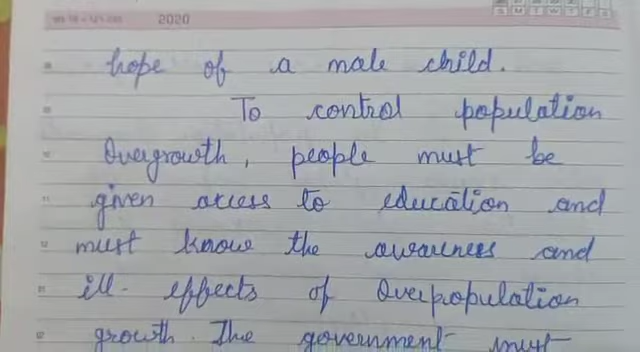 2020
S M T W T F S
hope of a male child.
To control population
Overgrowth, people must be
given access to education and
must know the awareness and
ill- effects of Overpopulation
growth. The government must